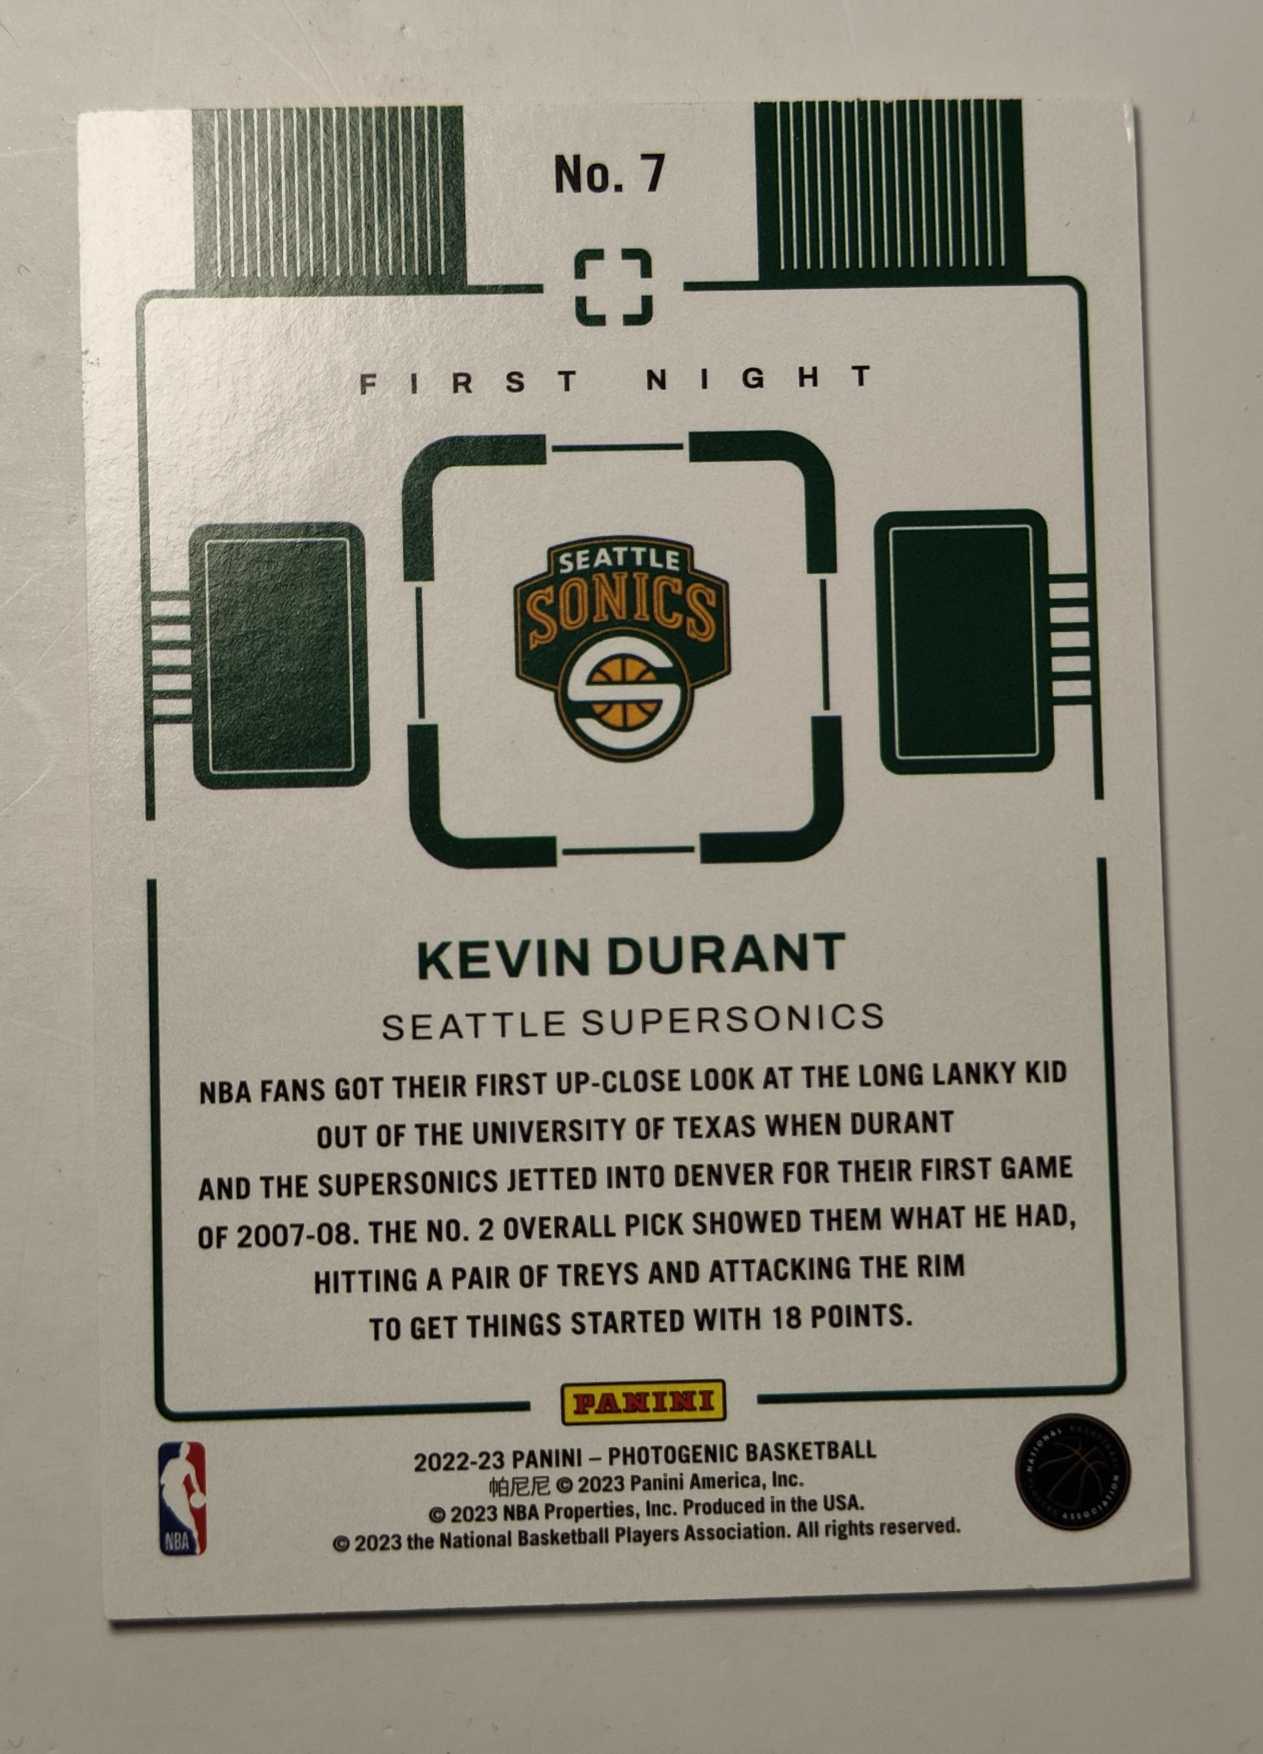 No. 7
FIRST NIGHT
SEATTLE
SONICS
KEVIN DURANT
SEATTLE SUPERSONICS
NBA FANS GOT THEIR FIRST UP-CLOSE LOOK AT THE LONG LANKY KID
OUT OF THE UNIVERSITY OF TEXAS WHEN DURANT
AND THE SUPERSONICS JETTED INTO DENVER FOR THEIR FIRST GAME
OF 2007-08. THE NO. 2 OVERALL PICK SHOWED THEM WHAT HE HAD,
HITTING A PAIR OF TREYS AND ATTACKING THE RIM
TO GET THINGS STARTED WITH 18 POINTS.
PANINI
2022-23 PANINI – PHOTOGENIC BASKETBALL
帕尼尼 © 2023 Panini America, Inc.
© 2023 NBA Properties, Inc. Produced in the USA.
© 2023 the National Basketball Players Association. All rights reserved.
NBA
NATIONAL BASKETBALL
ASSOCIATION